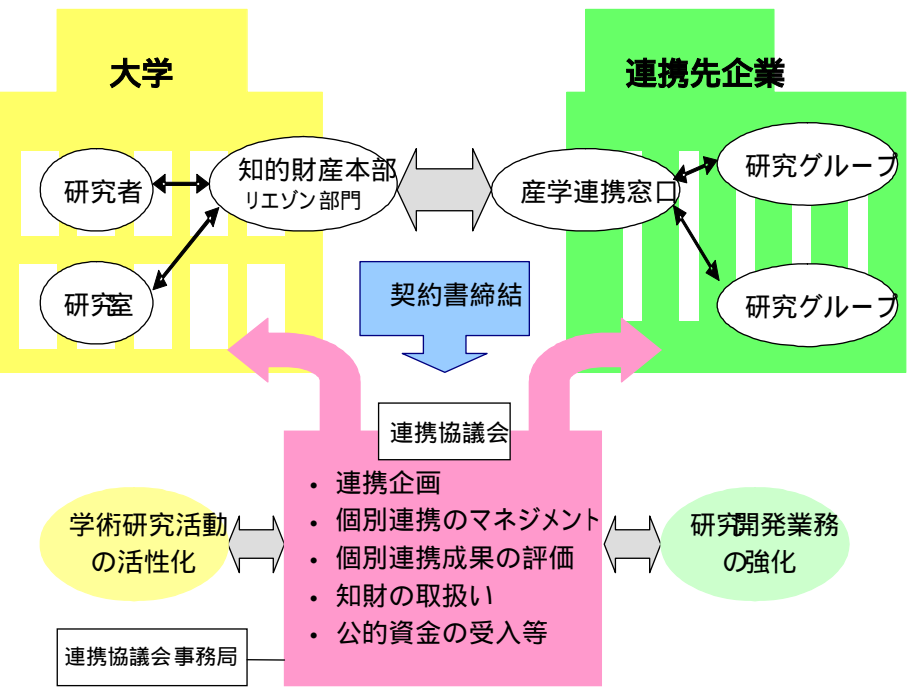 大学
連携先企業
研究者
知的財産本部
リエゾン部門
産学連携窓口
研究グループ
研究室
研究グループ
契約書締結
連携協議会
・ 連携企画
・ 個別連携のマネジメント
・ 個別連携成果の評価
・ 知財の取扱い
・ 公的資金の受入等
学術研究活動
の活性化
研究開発業務
の強化
連携協議会事務局